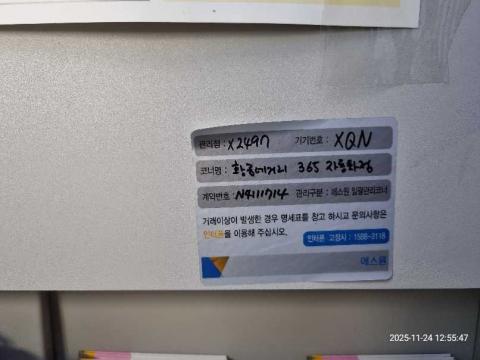 관리점 : X2497 기기번호 : XQN
코너명 : 황금네거리 365 자동화점
계약번호 : N4111714 관리구분 : 에스원 일괄관리코너
거래이상이 발생한 경우 명세표를 참고 하시고 문의사항은
인터폰을 이용해 주십시오.
인터폰 고장시 : 1588-3118
에스원
2025-11-24 12:55:47